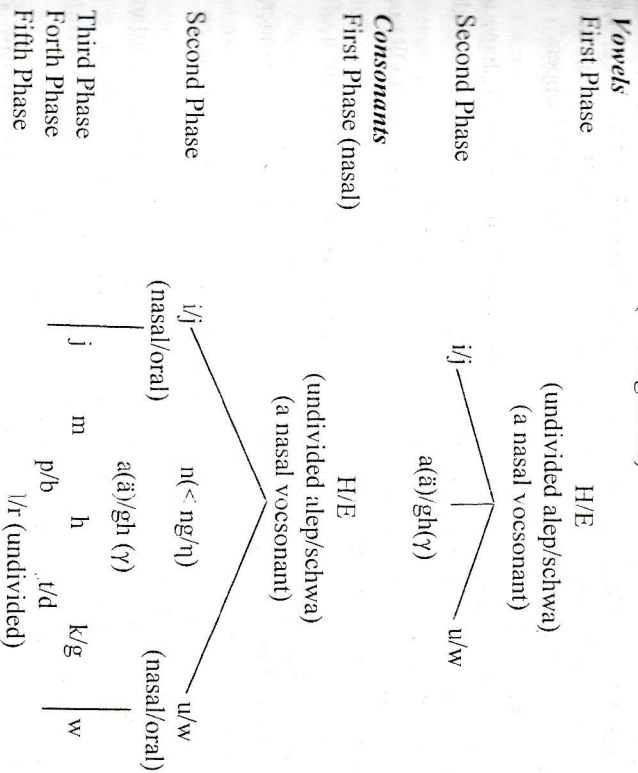 Vowels
First Phase H/E
(undivided alep/schwa)
(a nasal vocsonant)
Second Phase i/j u/w
a(ä)/gh(γ)
Consonants
First Phase (nasal) H/E
(undivided alep/schwa)
(a nasal vocsonant)
Second Phase i/j n(< ng/η) u/w
(nasal/oral) (nasal/oral)
a(ä)/gh (γ)
Third Phase j m h k/g w
Forth Phase p/b t/d
Fifth Phase l/r (undivided)